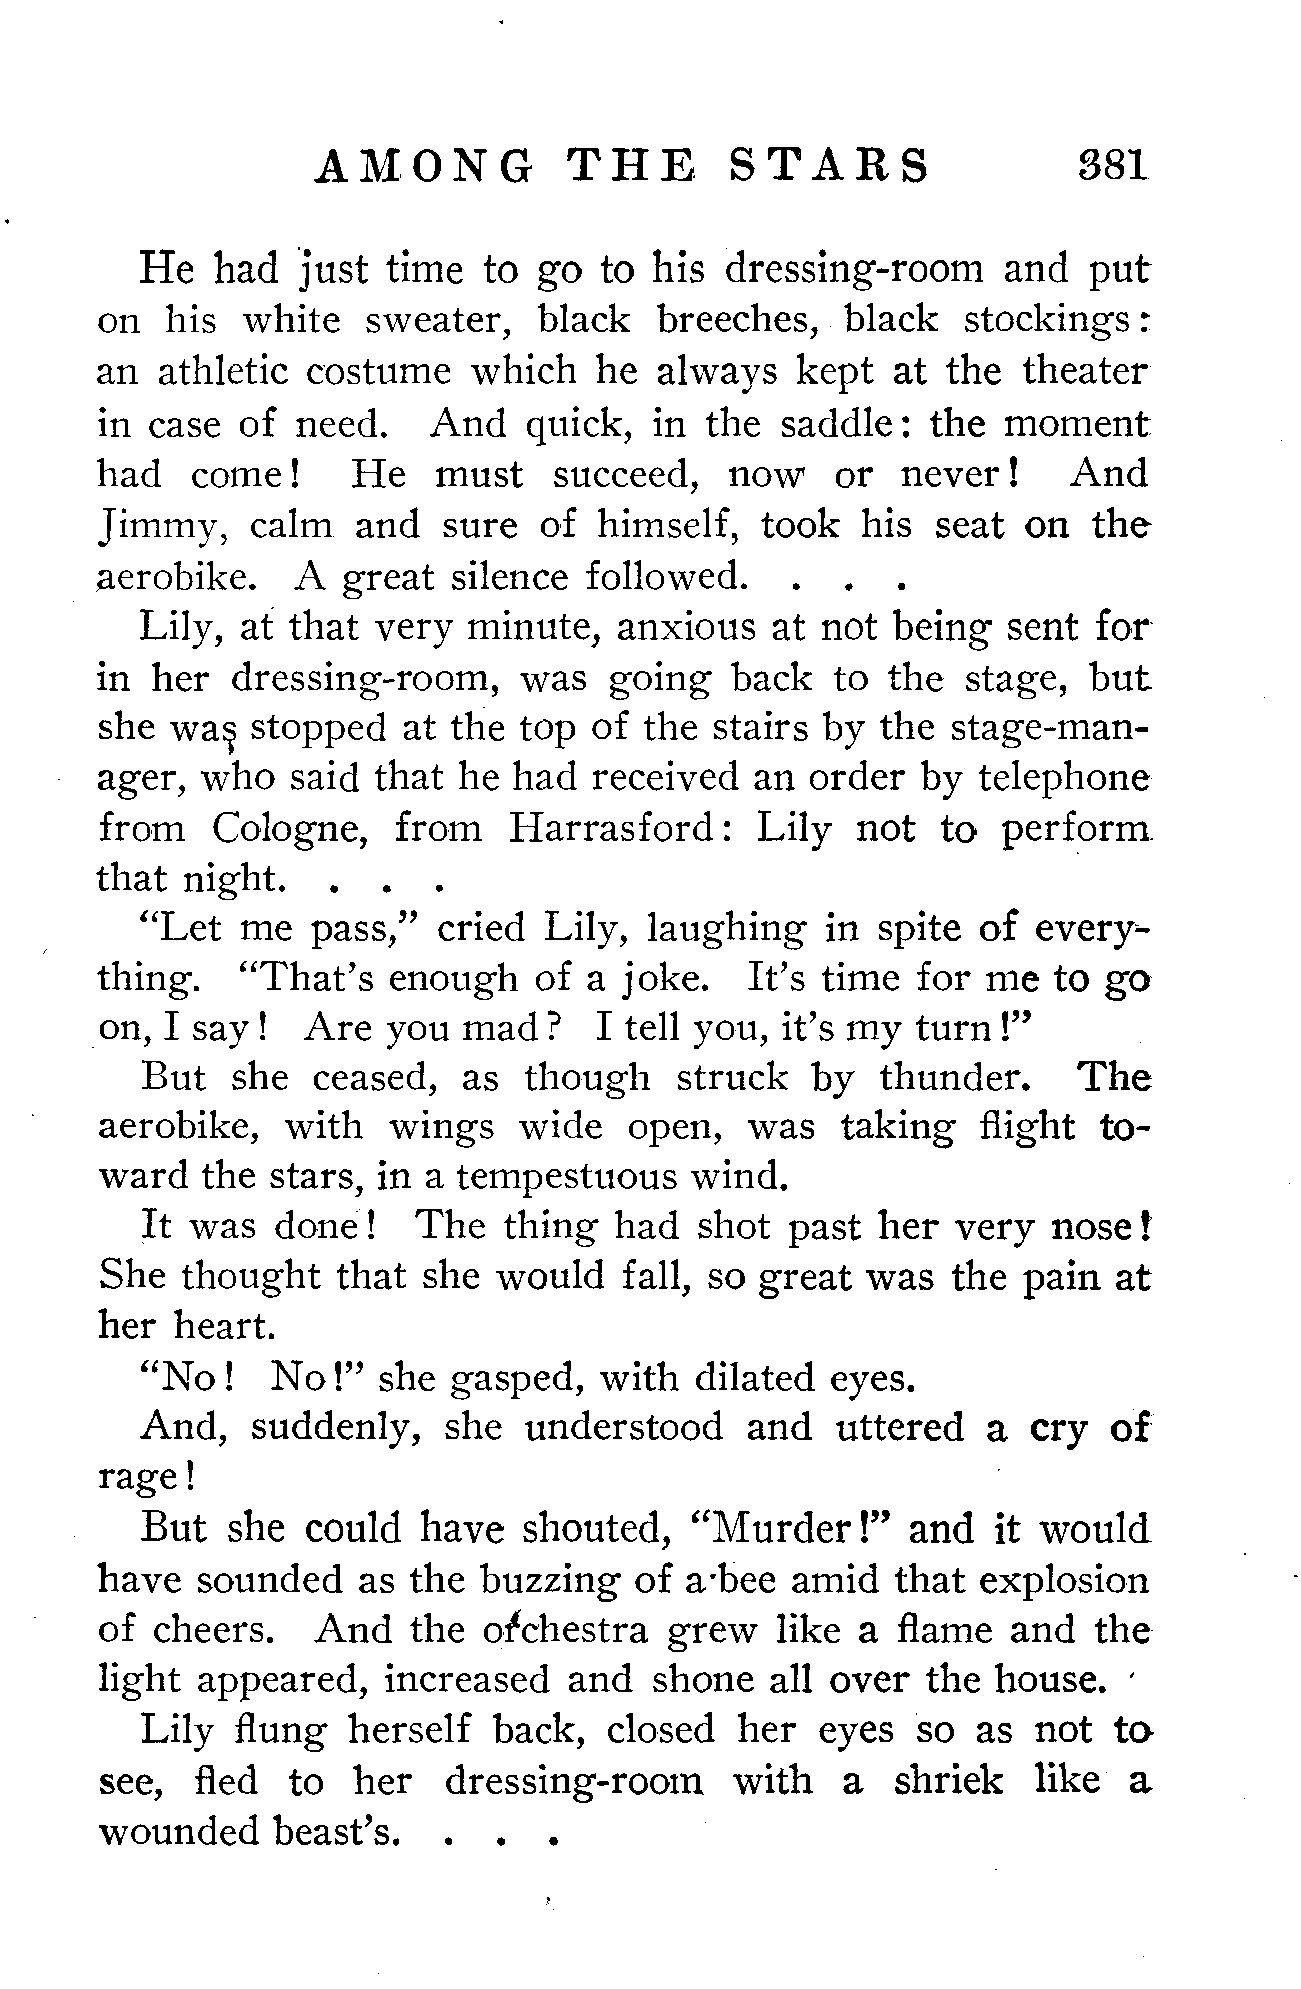 AMONG THE STARS 381
He had just time to go to his dressing-room and put
on his white sweater, black breeches, black stockings:
an athletic costume which he always kept at the theater
in case of need. And quick, in the saddle: the moment
had come! He must succeed, now or never! And
Jimmy, calm and sure of himself, took his seat on the
aerobike. A great silence followed. . . .
Lily, at that very minute, anxious at not being sent for
in her dressing-room, was going back to the stage, but
she was stopped at the top of the stairs by the stage-man-
ager, who said that he had received an order by telephone
from Cologne, from Harrasford: Lily not to perform
that night. . . .
"Let me pass," cried Lily, laughing in spite of every-
thing. "That's enough of a joke. It's time for me to go
on, I say! Are you mad? I tell you, it's my turn!"
But she ceased, as though struck by thunder. The
aerobike, with wings wide open, was taking flight to-
ward the stars, in a tempestuous wind.
It was done! The thing had shot past her very nose!
She thought that she would fall, so great was the pain at
her heart.
"No! No!" she gasped, with dilated eyes.
And, suddenly, she understood and uttered a cry of
rage!
But she could have shouted, "Murder!" and it would
have sounded as the buzzing of a bee amid that explosion
of cheers. And the orchestra grew like a flame and the
light appeared, increased and shone all over the house.
Lily flung herself back, closed her eyes so as not to
see, fled to her dressing-room with a shriek like a
wounded beast's. . . .